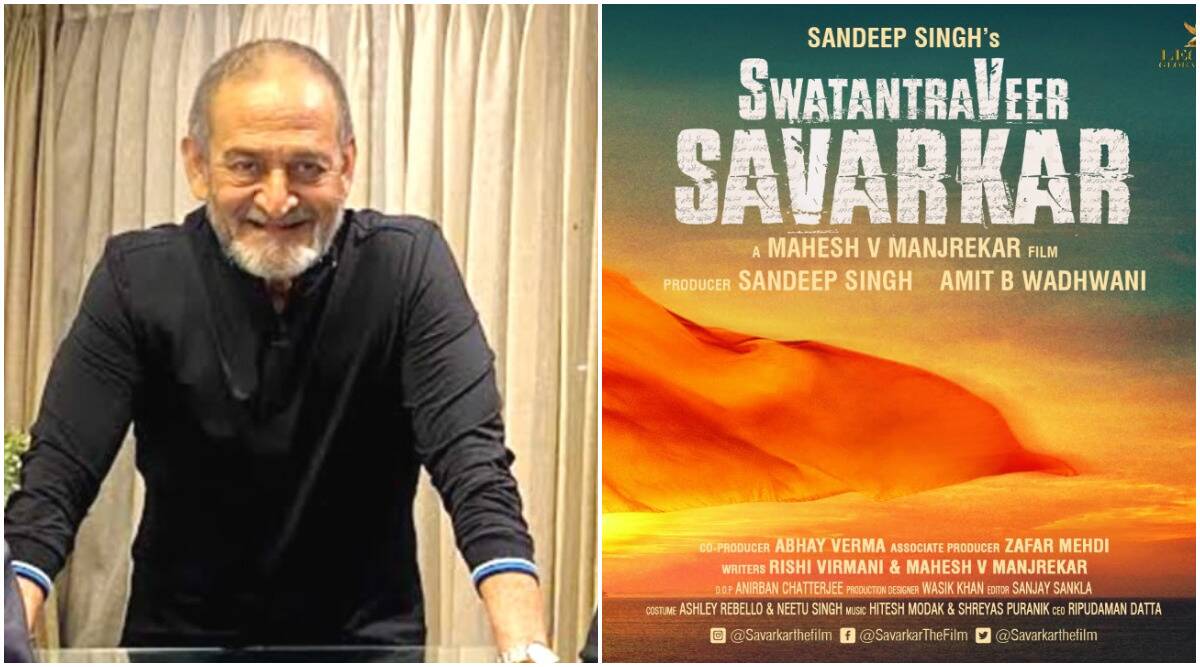 SANDEEP SINGH's
SWATANTRAVEER
SAVARKAR
A MAHESH V MANJREKAR FILM
PRODUCER SANDEEP SINGH AMIT B WADHWANI
CO-PRODUCER ABHAY VERMA ASSOCIATE PRODUCER ZAFAR MEHDI
WRITERS RISHI VIRMANI & MAHESH V MANJREKAR
D.O.P ANIRBAN CHATTERJEE PRODUCTION DESIGNER WASIK KHAN EDITOR SANJAY SANKLA
COSTUME ASHLEY REBELLO & NEETU SINGH MUSIC HITESH MODAK & SHREYAS PURANIK CEO RIPUDAMAN DATTA
@Savarkarthefilm @SavarkarTheFilm @Savarkarthefilm